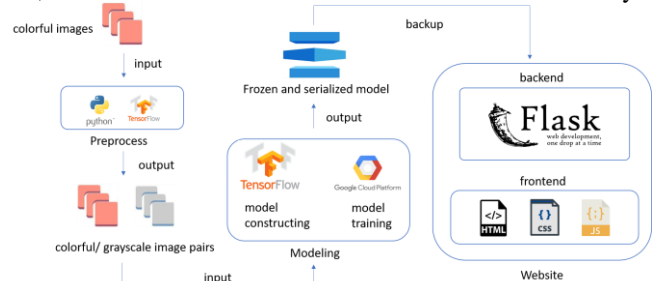 colorful images
input
python
TensorFlow
Preprocess
output
colorful/ grayscale image pairs
input
Frozen and serialized model
output
TensorFlow
Google Cloud Platform
model
constructing
model
training
Modeling
backup
backend
Flask
web development,
one drop at a time
frontend
</>
HTML
{}
CSS
{;}
JS
Website